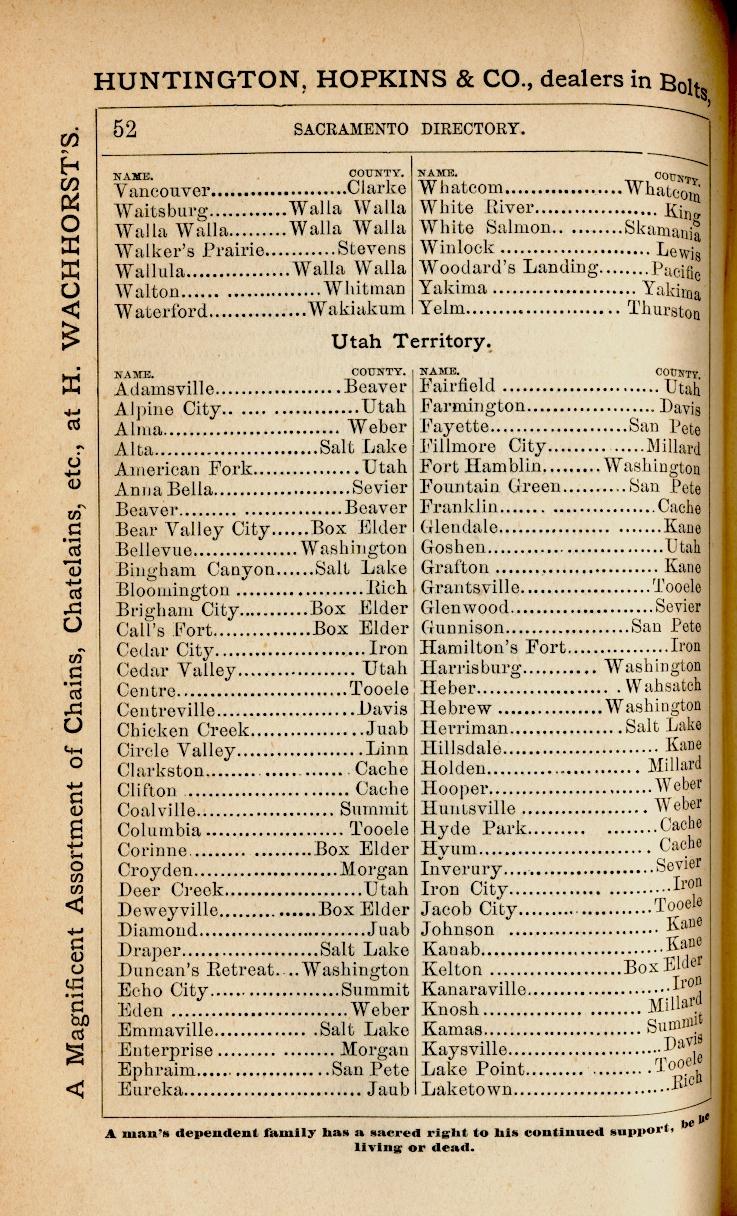 HUNTINGTON, HOPKINS & CO., dealers in Bolts,
A Magnificent Assortment of Chains, Chatelains, etc., at H. WACHHORST'S.
52
SACRAMENTO DIRECTORY.
NAME. COUNTY.
Vancouver.....................Clarke
Waitsburg............Walla Walla
Walla Walla.........Walla Walla
Walker's Prairie...........Stevens
Wallula................Walla Walla
Walton...... ...............Whitman
Waterford...............Wakiakum
NAME. COUNTY.
Whatcom..................Whatcom
White River................... King
White Salmon.. ........Skamania
Winlock ....................... Lewis
Woodard's Landing........Pacific
Yakima ....................... Yakima
Yelm........................ Thurston
Utah Territory.
NAME. COUNTY.
Adamsville....................Beaver
Alpine City.. ..... .............Utah
Alma........................... Weber
Alta.........................Salt Lake
American Fork................Utah
Anna Bella.....................Sevier
Beaver......... ...............Beaver
Bear Valley City......Box Elder
Bellevue................ Washington
Bingham Canyon......Salt Lake
Bloomington ...................Rich
Brigham City...........Box Elder
Call's Fort...............Box Elder
Cedar City.......................Iron
Cedar Valley.................. Utah
Centre..........................Tooele
Centreville.....................Davis
Chicken Creek.................Juab
Circle Valley...................Linn
Clarkston........ ............. Cache
Clifton ......................... Cache
Coalville..................... Summit
Columbia ..................... Tooele
Corinne......... .........Box Elder
Croyden......................Morgan
Deer Creek.....................Utah
Deweyville...............Box Elder
Diamond.........................Juab
Draper.....................Salt Lake
Duncan's Retreat....Washington
Echo City....................Summit
Eden ...........................Weber
Emmaville............... .Salt Lake
Enterprise ......... ........ Morgan
Ephraim.....................San Pete
Eureka........................... Jaub
NAME. COUNTY.
Fairfield ........................ Utah
Farmington.................... Davis
Fayette.....................San Pete
Fillmore City......... .....Millard
Fort Hamblin.........Washington
Fountain Green..........San Pete
Franklin....... .................Cache
Glendale.................. .......Kane
Goshen...........................Utah
Grafton ......................... Kane
Grantsville....................Tooele
Glenwood......................Sevier
Gunnison...................San Pete
Hamilton's Fort................Iron
Harrisburg........... Washington
Heber...................... .Wahsatch
Hebrew ................Washington
Herriman.................Salt Lake
Hillsdale........................ Kane
Holden........................ Millard
Hooper..........................Weber
Huntsville ................... Weber
Hyde Park......... ........Cache
Hyum.......................... Cache
Inverury.......................Sevier
Iron City.......................Iron
Jacob City....................Tooele
Johnson ....................... Kane
Kanab............................Kane
Kelton ....................Box Elder
Kanaraville......................Iron
Knosh ............... ........ Millard
Kamas......................... Summit
Kaysville........................Davis
Lake Point......... .........Tooele
Laketown........................Rich
A man's dependent family has a sacred right to his continued support, be he
living or dead.